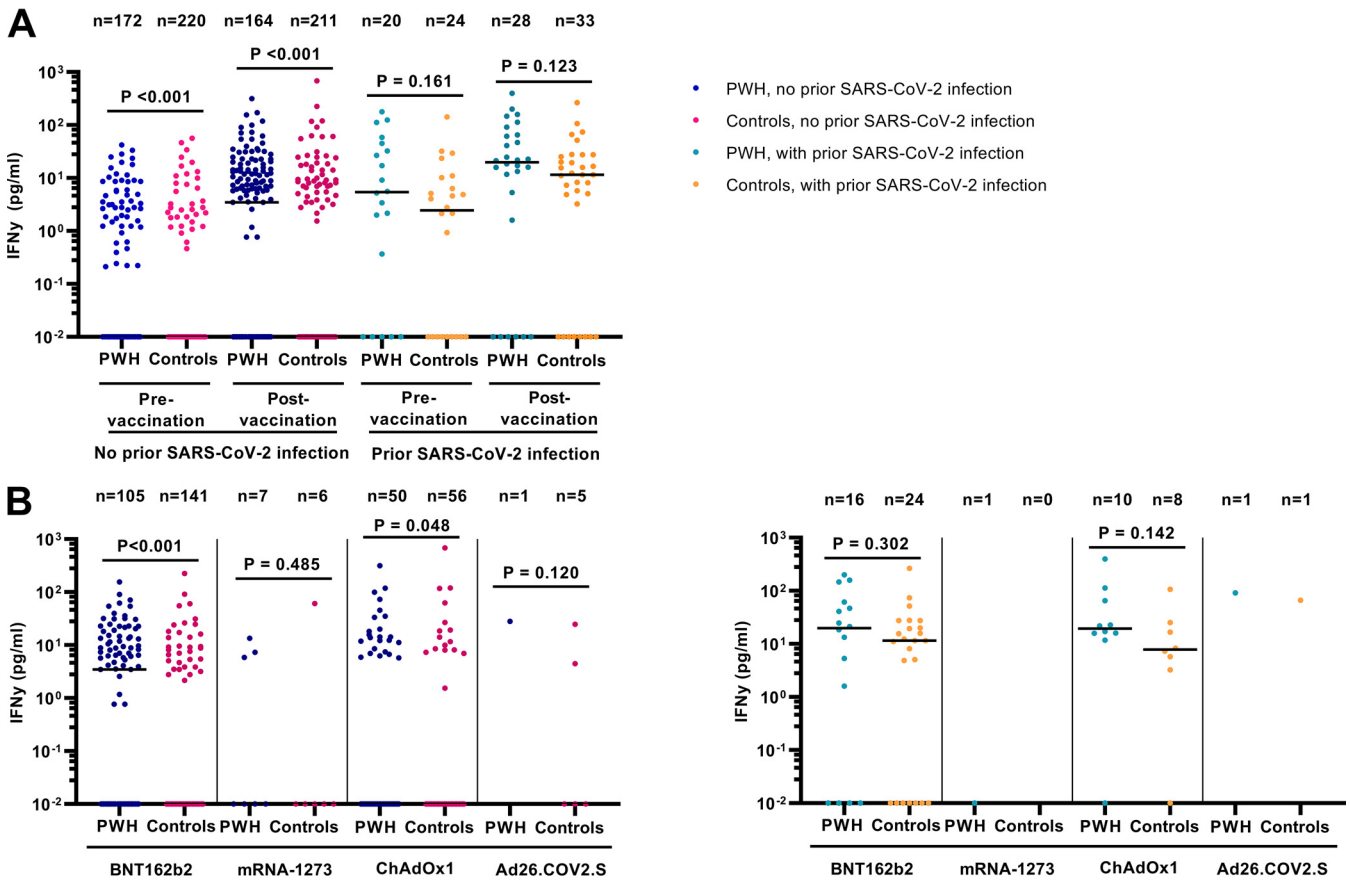 A
n=172 n=220 n=164 n=211 n=20 n=24 n=28 n=33
P <0.001 P <0.001 P = 0.161 P = 0.123
IFNy (pg/ml)
10³
10²
10¹
10⁰
10⁻¹
10⁻²
PWH Controls PWH Controls PWH Controls PWH Controls
Pre-vaccination Post-vaccination Pre-vaccination Post-vaccination
No prior SARS-CoV-2 infection Prior SARS-CoV-2 infection
PWH, no prior SARS-CoV-2 infection
Controls, no prior SARS-CoV-2 infection
PWH, with prior SARS-CoV-2 infection
Controls, with prior SARS-CoV-2 infection
B
n=105 n=141 n=7 n=6 n=50 n=56 n=1 n=5
P<0.001 P = 0.485 P = 0.048 P = 0.120
IFNy (pg/ml)
10³
10²
10¹
10⁰
10⁻¹
10⁻²
PWH Controls PWH Controls PWH Controls PWH Controls
BNT162b2 mRNA-1273 ChAdOx1 Ad26.COV2.S
n=16 n=24 n=1 n=0 n=10 n=8 n=1 n=1
P = 0.302 P = 0.142
IFNy (pg/ml)
10³
10²
10¹
10⁰
10⁻¹
10⁻²
PWH Controls PWH Controls PWH Controls PWH Controls
BNT162b2 mRNA-1273 ChAdOx1 Ad26.COV2.S